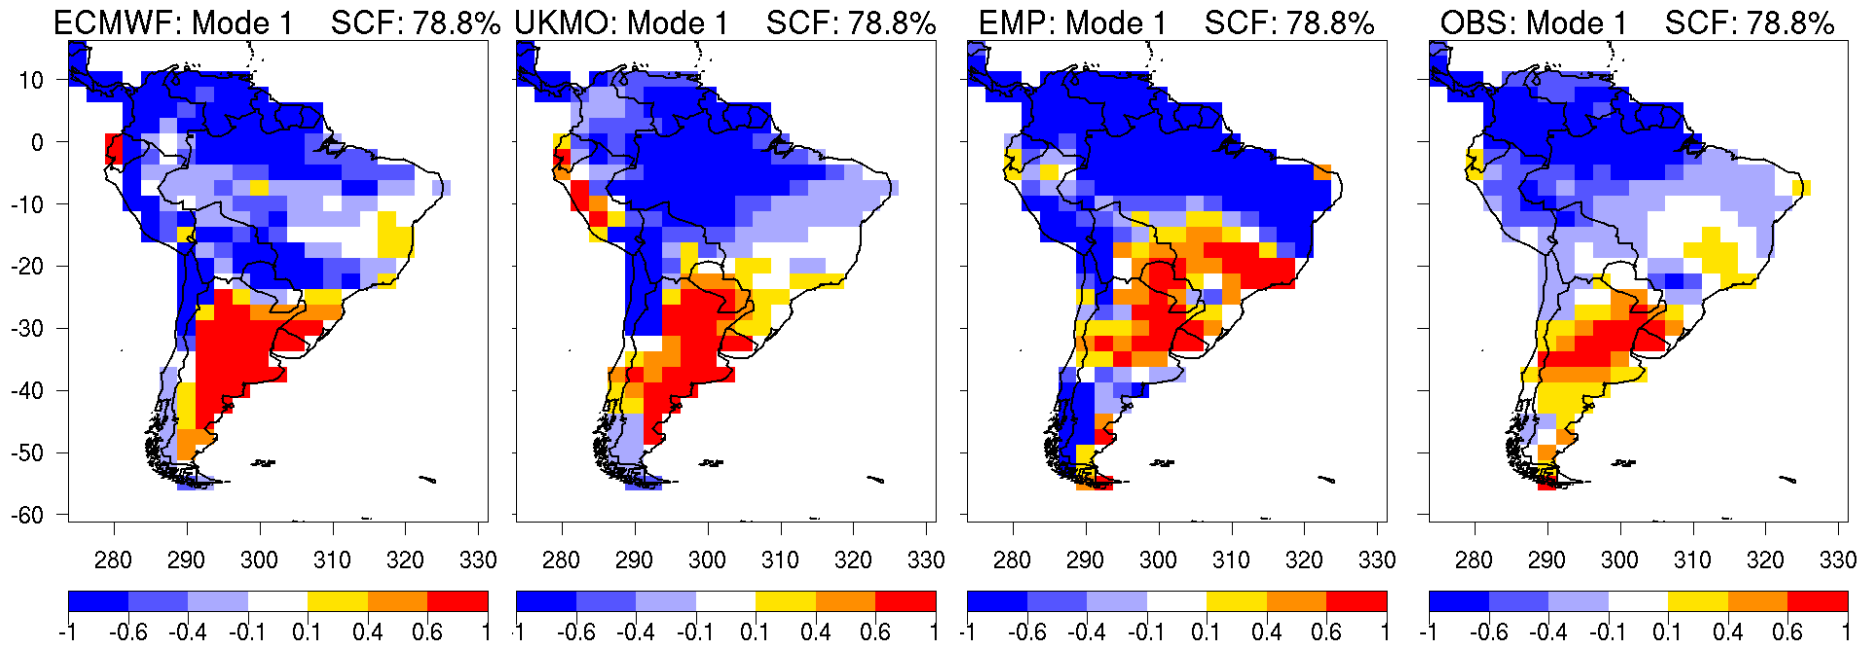 ECMWF: Mode 1 SCF: 78.8%
UKMO: Mode 1 SCF: 78.8%
EMP: Mode 1 SCF: 78.8%
OBS: Mode 1 SCF: 78.8%
10
0
-10
-20
-30
-40
-50
-60
280 290 300 310 320 330
280 290 300 310 320 330
280 290 300 310 320 330
280 290 300 310 320 330
-1 -0.6 -0.4 -0.1 0.1 0.4 0.6 1
-1 -0.6 -0.4 -0.1 0.1 0.4 0.6 1
-1 -0.6 -0.4 -0.1 0.1 0.4 0.6 1
-1 -0.6 -0.4 -0.1 0.1 0.4 0.6 1